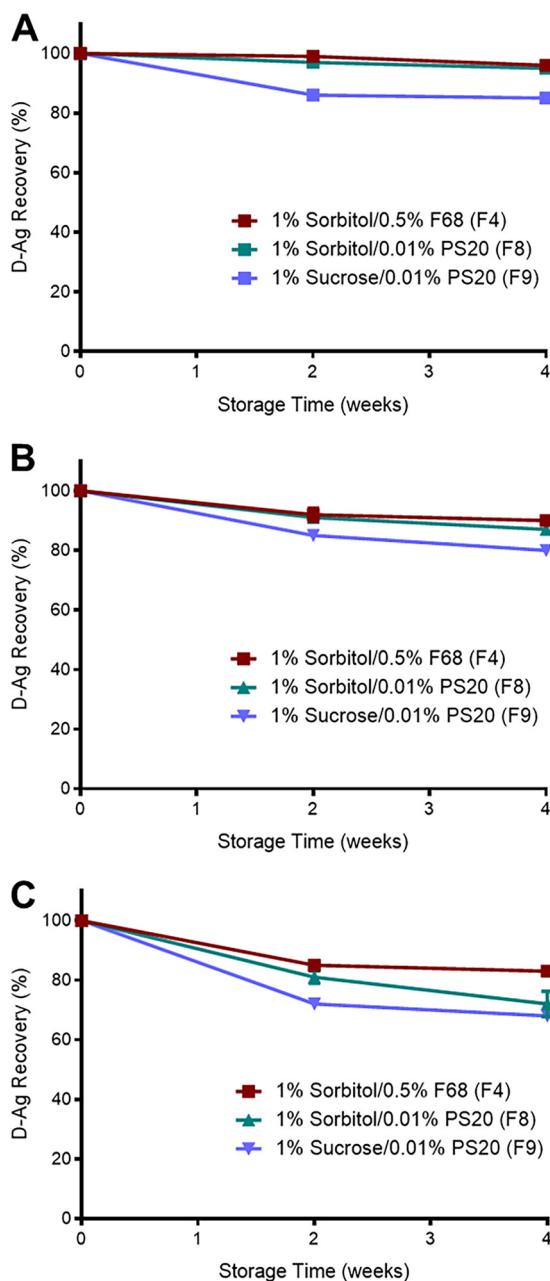 A
D-Ag Recovery (%)
100
80
60
40
20
0
1% Sorbitol/0.5% F68 (F4)
1% Sorbitol/0.01% PS20 (F8)
1% Sucrose/0.01% PS20 (F9)
0 1 2 3 4
Storage Time (weeks)
B
D-Ag Recovery (%)
100
80
60
40
20
0
1% Sorbitol/0.5% F68 (F4)
1% Sorbitol/0.01% PS20 (F8)
1% Sucrose/0.01% PS20 (F9)
0 1 2 3 4
Storage Time (weeks)
C
D-Ag Recovery (%)
100
80
60
40
20
0
1% Sorbitol/0.5% F68 (F4)
1% Sorbitol/0.01% PS20 (F8)
1% Sucrose/0.01% PS20 (F9)
0 1 2 3 4
Storage Time (weeks)